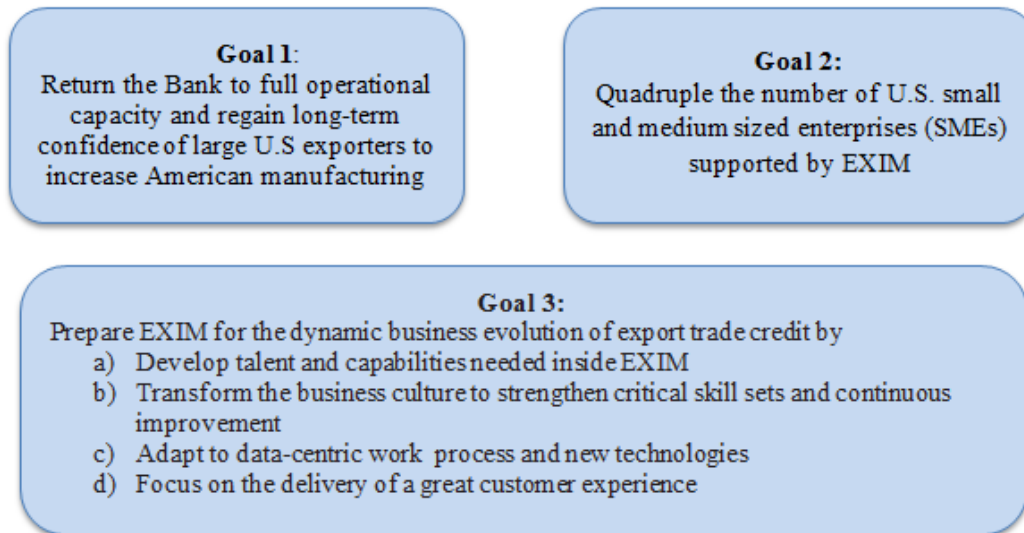 Goal 1:
Return the Bank to full operational
capacity and regain long-term
confidence of large U.S exporters to
increase American manufacturing
Goal 2:
Quadruple the number of U.S. small
and medium sized enterprises (SMEs)
supported by EXIM
Goal 3:
Prepare EXIM for the dynamic business evolution of export trade credit by
a) Develop talent and capabilities needed inside EXIM
b) Transform the business culture to strengthen critical skill sets and continuous
improvement
c) Adapt to data-centric work process and new technologies
d) Focus on the delivery of a great customer experience